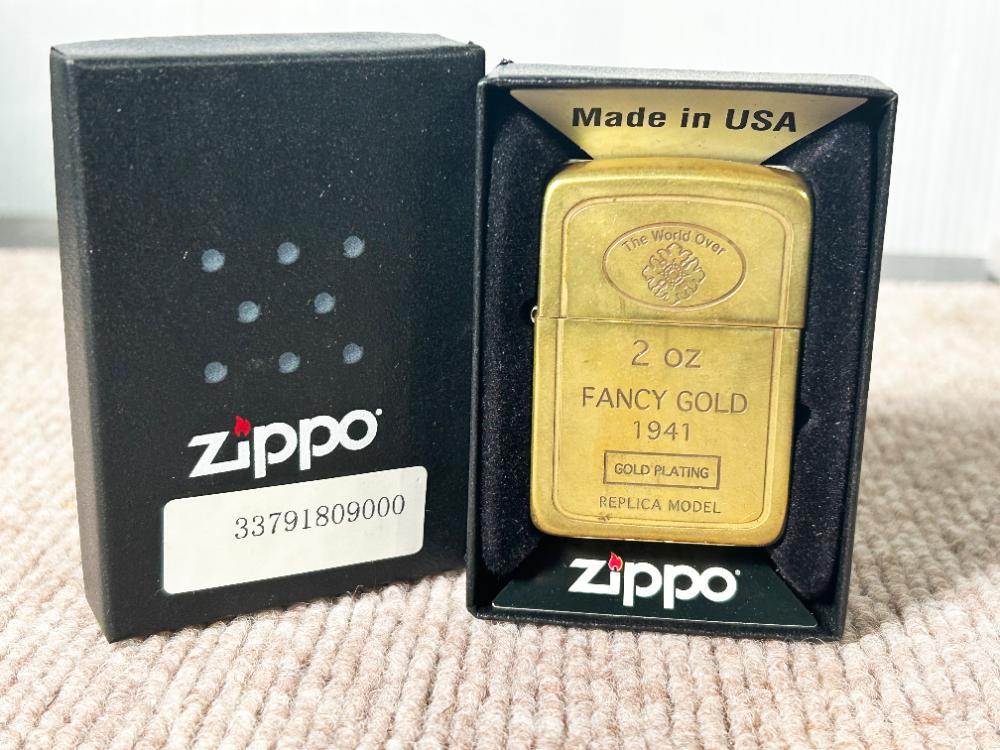 zippo
33791809000
Made in USA
The World Over
2 oz
FANCY GOLD
1941
GOLD PLATING
REPLICA MODEL
zippo